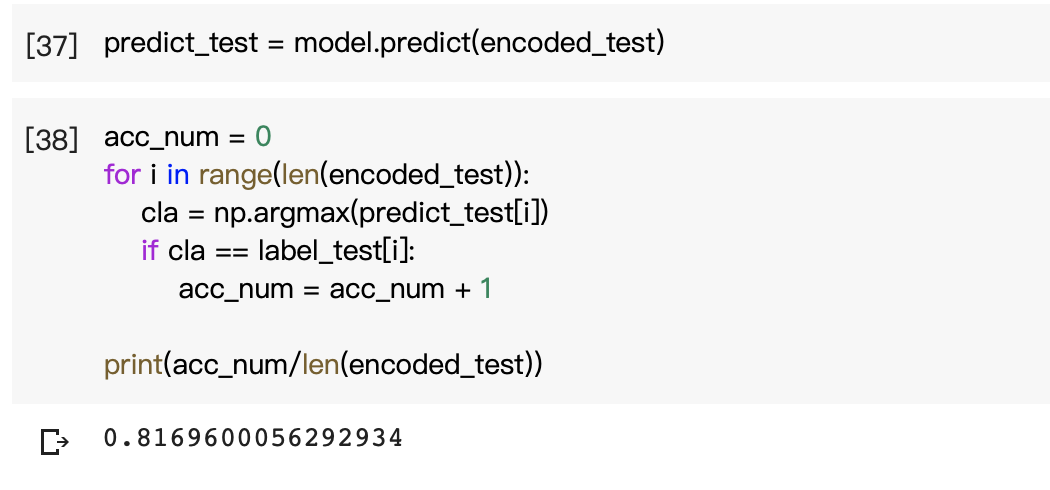 [37] predict_test = model.predict(encoded_test)
[38] acc_num = 0
for i in range(len(encoded_test)):
cla = np.argmax(predict_test[i])
if cla == label_test[i]:
acc_num = acc_num + 1
print(acc_num/len(encoded_test))
0.8169600056292934